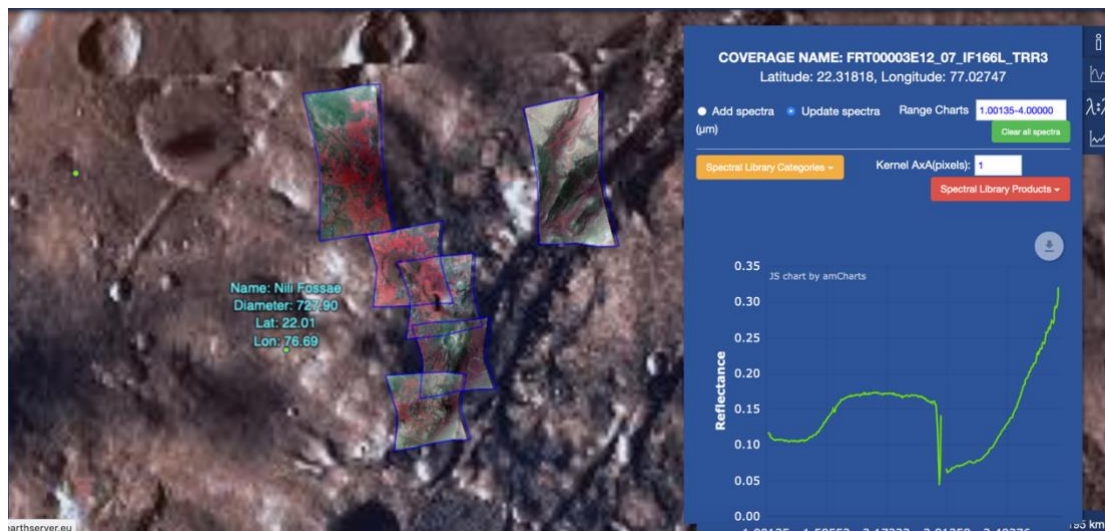 COVERAGE NAME: FRT00003E12_07_IF166L_TRR3
Latitude: 22.31818, Longitude: 77.02747
Add spectra Update spectra Range Charts 1.00135-4.00000
(µm)
Clear all spectra
Spectral Library Categories Kernel AxA(pixels): 1
Spectral Library Products
Name: Nili Fossae
Diameter: 727.90
Lat: 22.01
Lon: 76.69
JS chart by amCharts
Reflectance
0.35
0.30
0.25
0.20
0.15
0.10
0.05
0.00
earthserver.eu